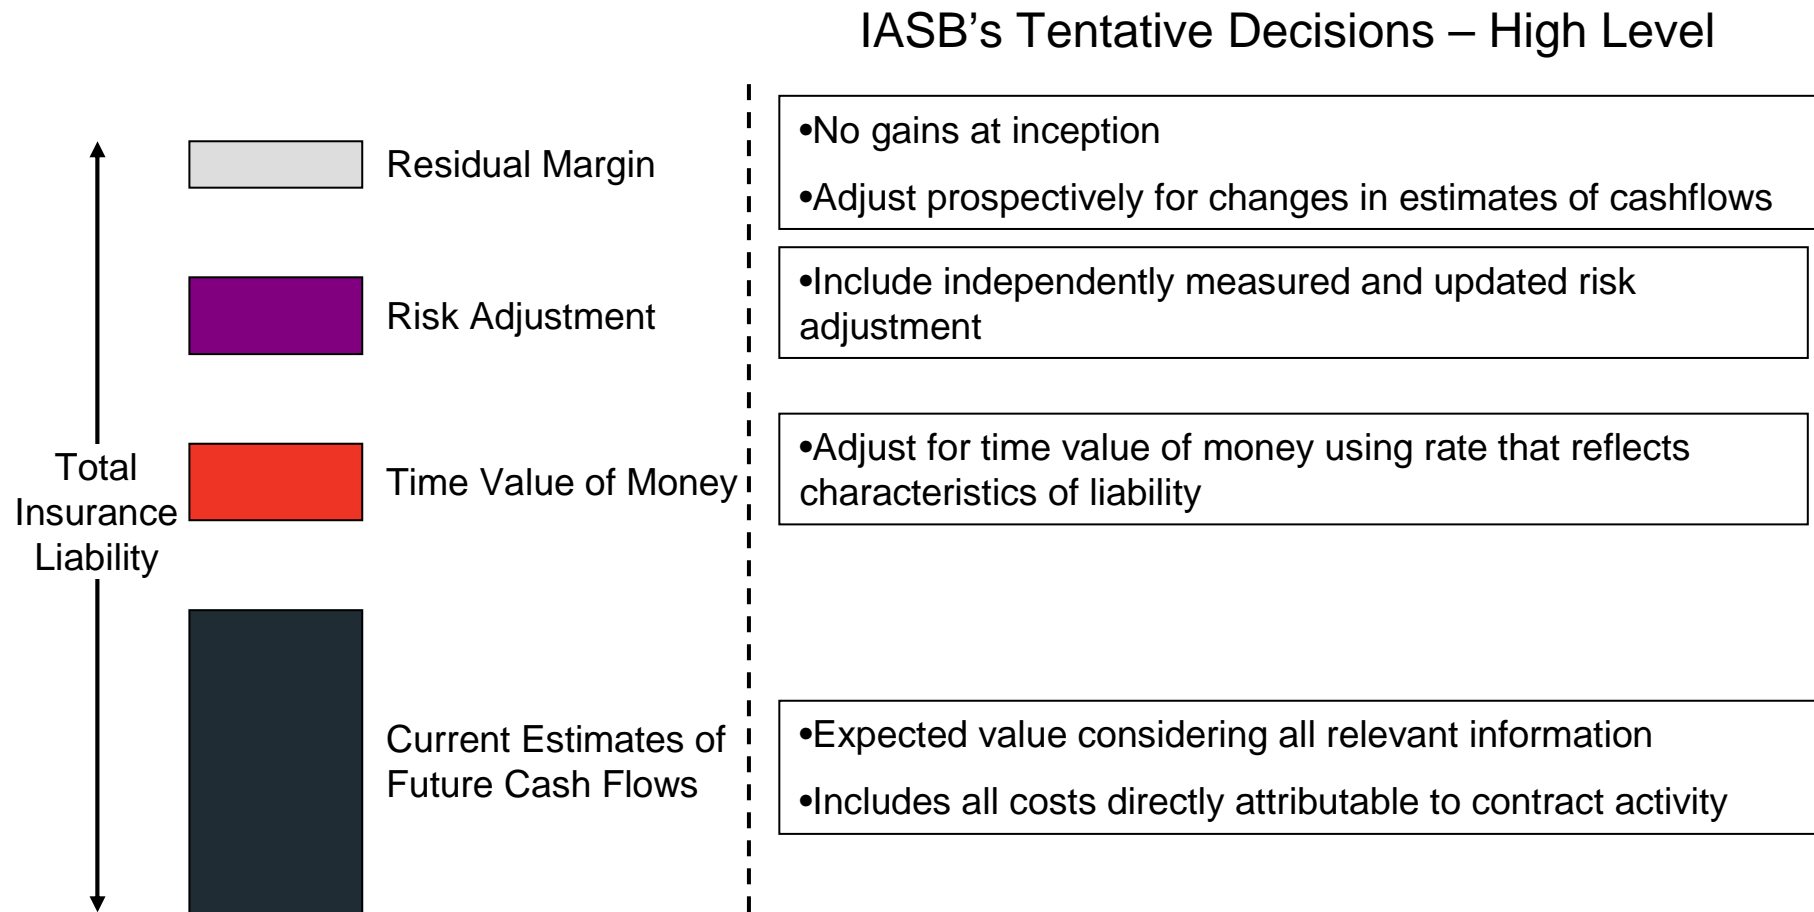 IASB’s Tentative Decisions – High Level
Total
Insurance
Liability
Residual Margin
•No gains at inception
•Adjust prospectively for changes in estimates of cashflows
Risk Adjustment
•Include independently measured and updated risk
adjustment
Time Value of Money
•Adjust for time value of money using rate that reflects
characteristics of liability
Current Estimates of
Future Cash Flows
•Expected value considering all relevant information
•Includes all costs directly attributable to contract activity